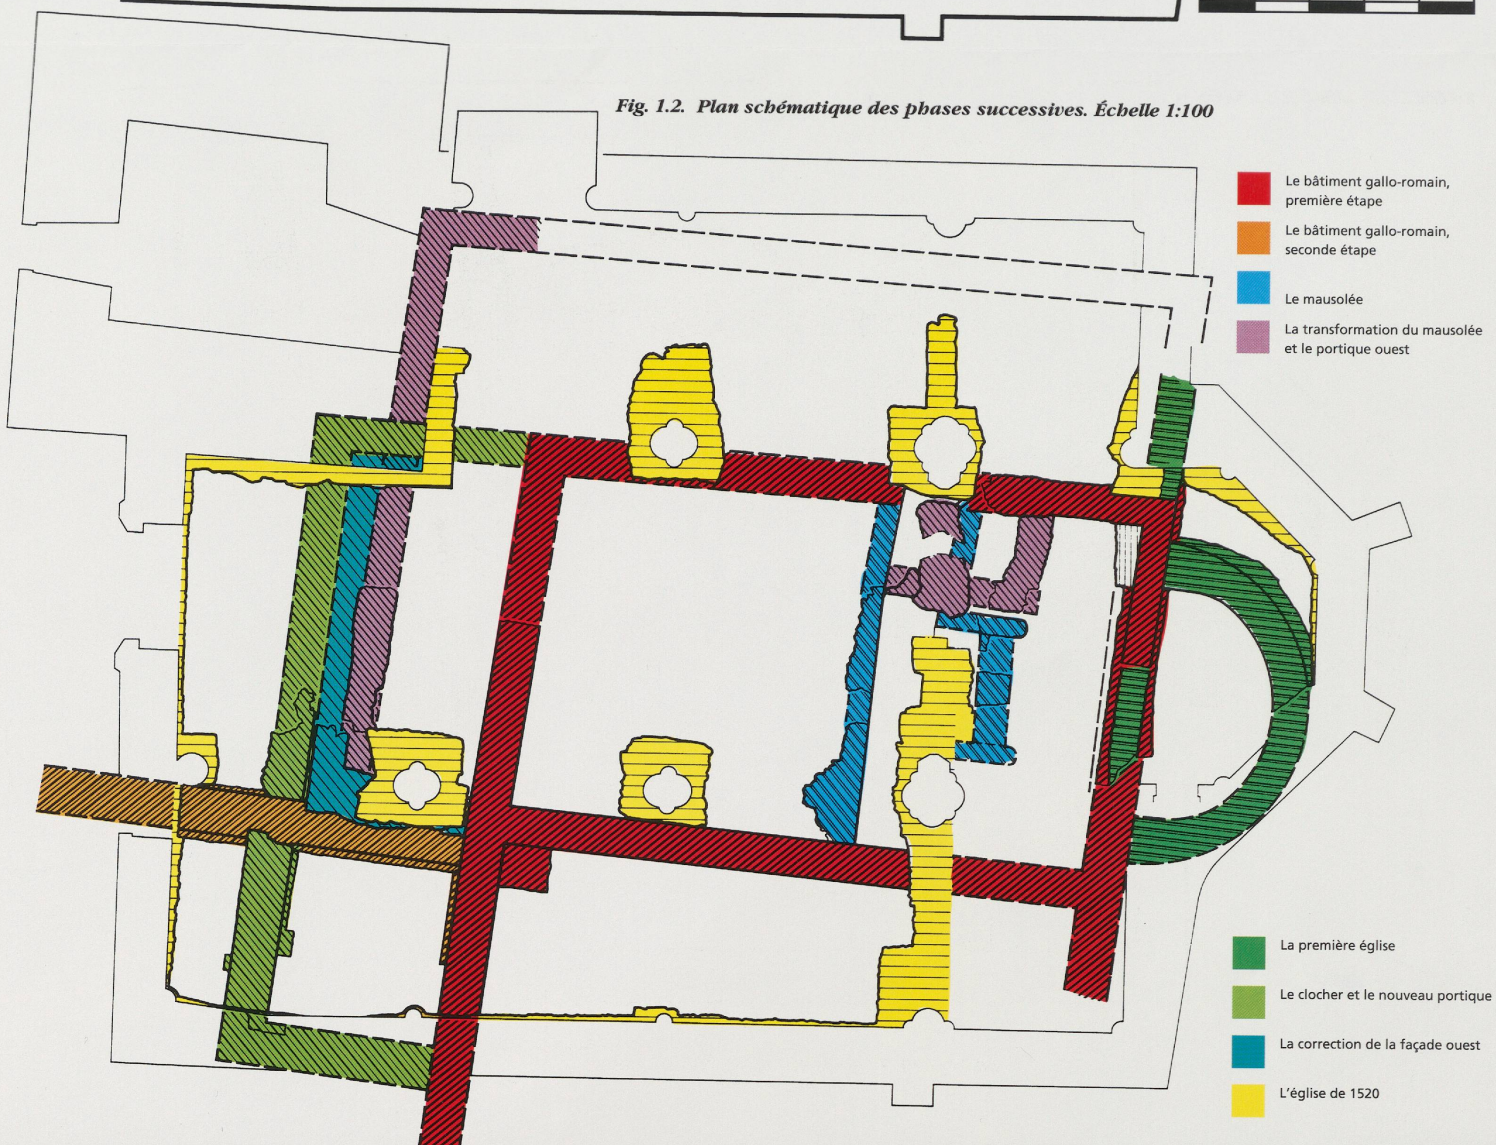 Fig. 1.2. Plan schématique des phases successives. Échelle 1:100
Le bâtiment gallo-romain,
première étape
Le bâtiment gallo-romain,
seconde étape
Le mausolée
La transformation du mausolée
et le portique ouest
La première église
Le clocher et le nouveau portique
La correction de la façade ouest
L'église de 1520